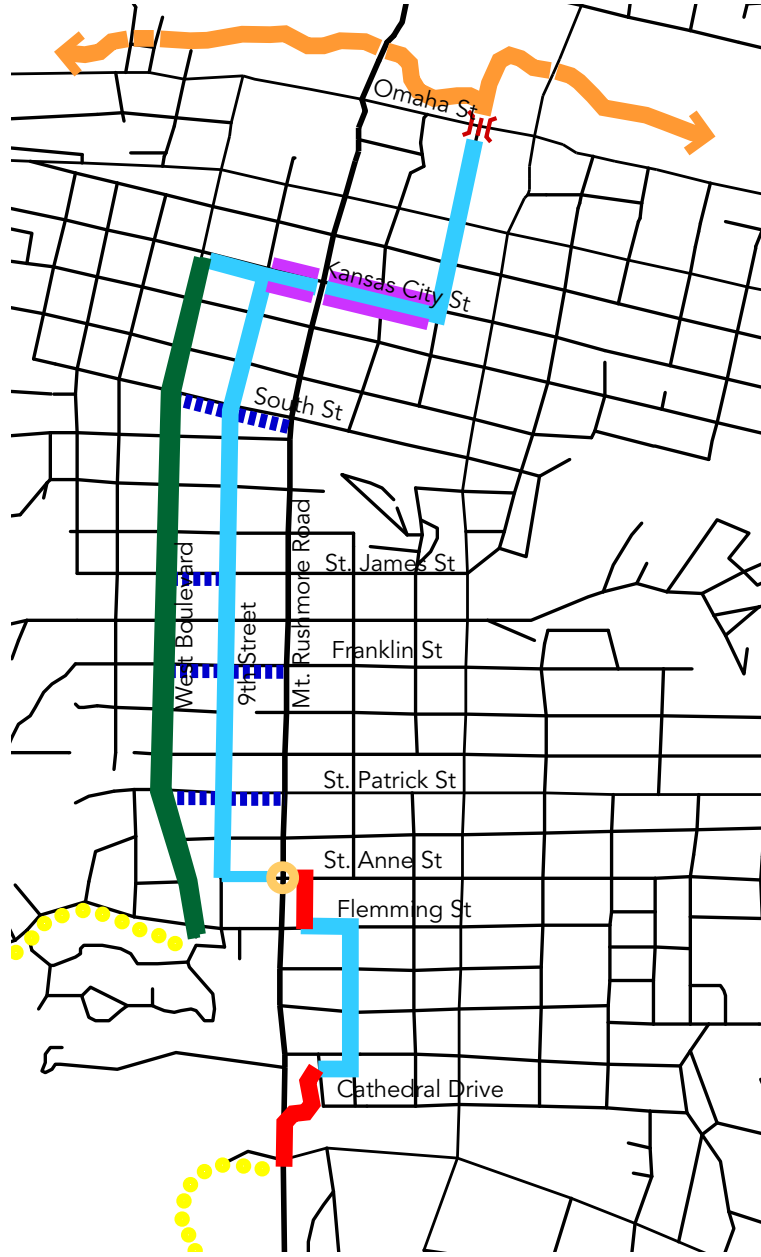 Omaha St
Kansas City St
South St
St. James St
West Boulevard
9th Street
Mt. Rushmore Road
Franklin St
St. Patrick St
St. Anne St
Flemming St
Cathedral Drive